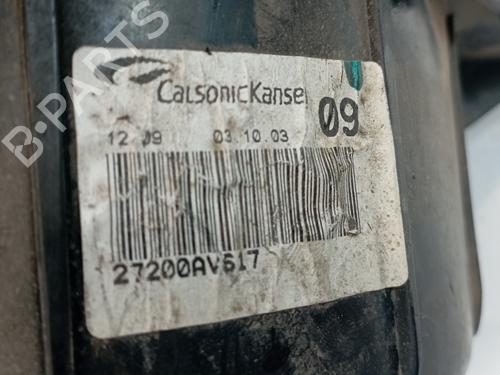 CalsonicKansei
09
12 09 03.10.03
27200AV617
B-PARTS